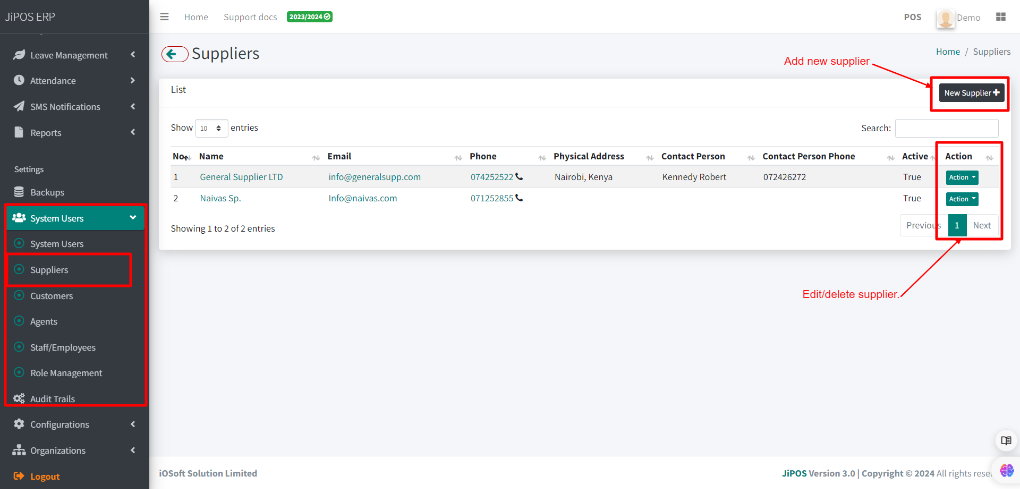 JiPOS ERP
Home Support docs 2023/2024
POS Demo
Leave Management
Attendance
SMS Notifications
Reports
Settings
Backups
System Users
System Users
Suppliers
Customers
Agents
Staff/Employees
Role Management
Audit Trails
Configurations
Organizations
Logout
Suppliers
Home / Suppliers
Add new supplier
List
New Supplier
Show 10 entries
Search:
No. Name Email Phone Physical Address Contact Person Contact Person Phone Active Action
1 General Supplier LTD info@generalsupp.com 074252522 Nairobi, Kenya Kennedy Robert 072426272 True Action
2 Naivas Sp. Info@naivas.com 071252855 True Action
Showing 1 to 2 of 2 entries
Previous 1 Next
Edit/delete supplier.
iOSoft Solution Limited
JiPOS Version 3.0 | Copyright © 2024 All rights